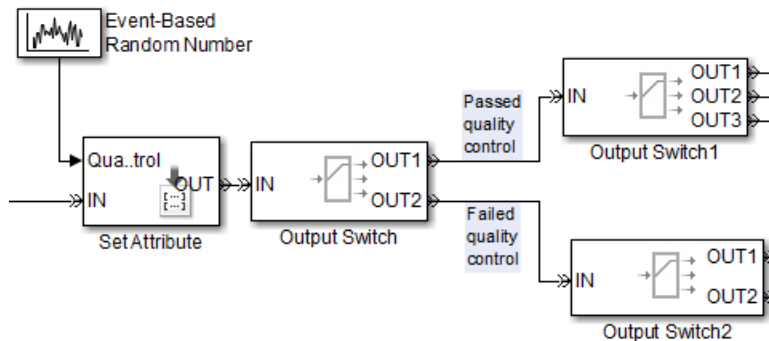 Event-Based
Random Number
Qua..trol
OUT
IN
Set Attribute
IN
OUT1
OUT2
Output Switch
Passed
quality
control
Failed
quality
control
IN
OUT1
OUT2
OUT3
Output Switch1
IN
OUT1
OUT2
Output Switch2